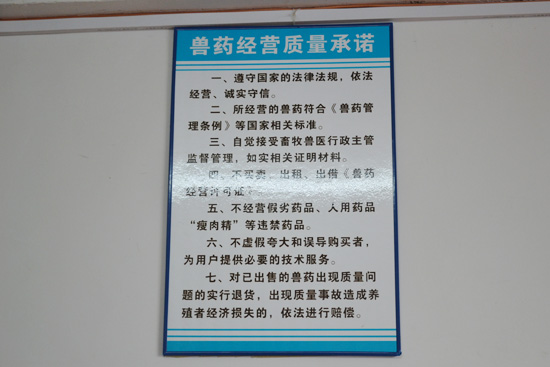 兽药经营质量承诺
一、遵守国家的法律法规，依法
经营、诚实守信。
二、所经营的兽药符合《兽药管
理条例》等国家相关标准。
三、自觉接受畜牧兽医行政主管
监督管理，如实相关证明材料。
四、不买卖、出租、出借《兽药
经营许可证》。
五、不经营假劣药品、人用药品
“瘦肉精”等违禁药品。
六、不虚假夸大和误导购买者，
为用户提供必要的技术服务。
七、对已出售的兽药出现质量问
题的实行退货，出现质量事故造成养
殖者经济损失的，依法进行赔偿。